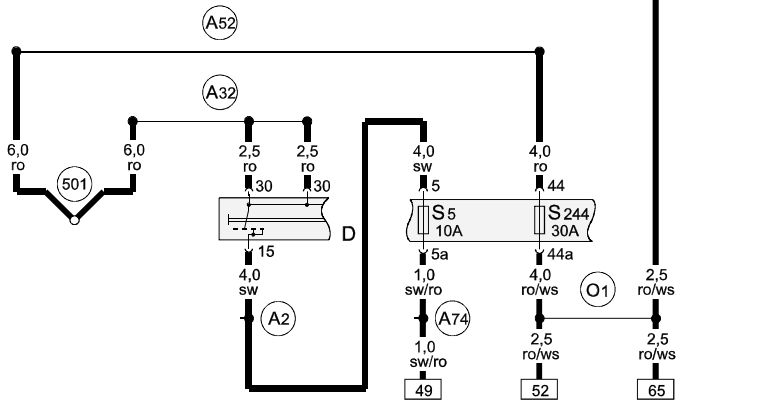 A52
A32
6,0
ro
501
6,0
ro
2,5
ro
2,5
ro
4,0
sw
4,0
ro
30
30
5
44
S5
10A
S244
30A
D
15
5a
44a
4,0
sw
1,0
sw/ro
4,0
ro/ws
O1
2,5
ro/ws
A2
A74
1,0
sw/ro
2,5
ro/ws
2,5
ro/ws
49
52
65